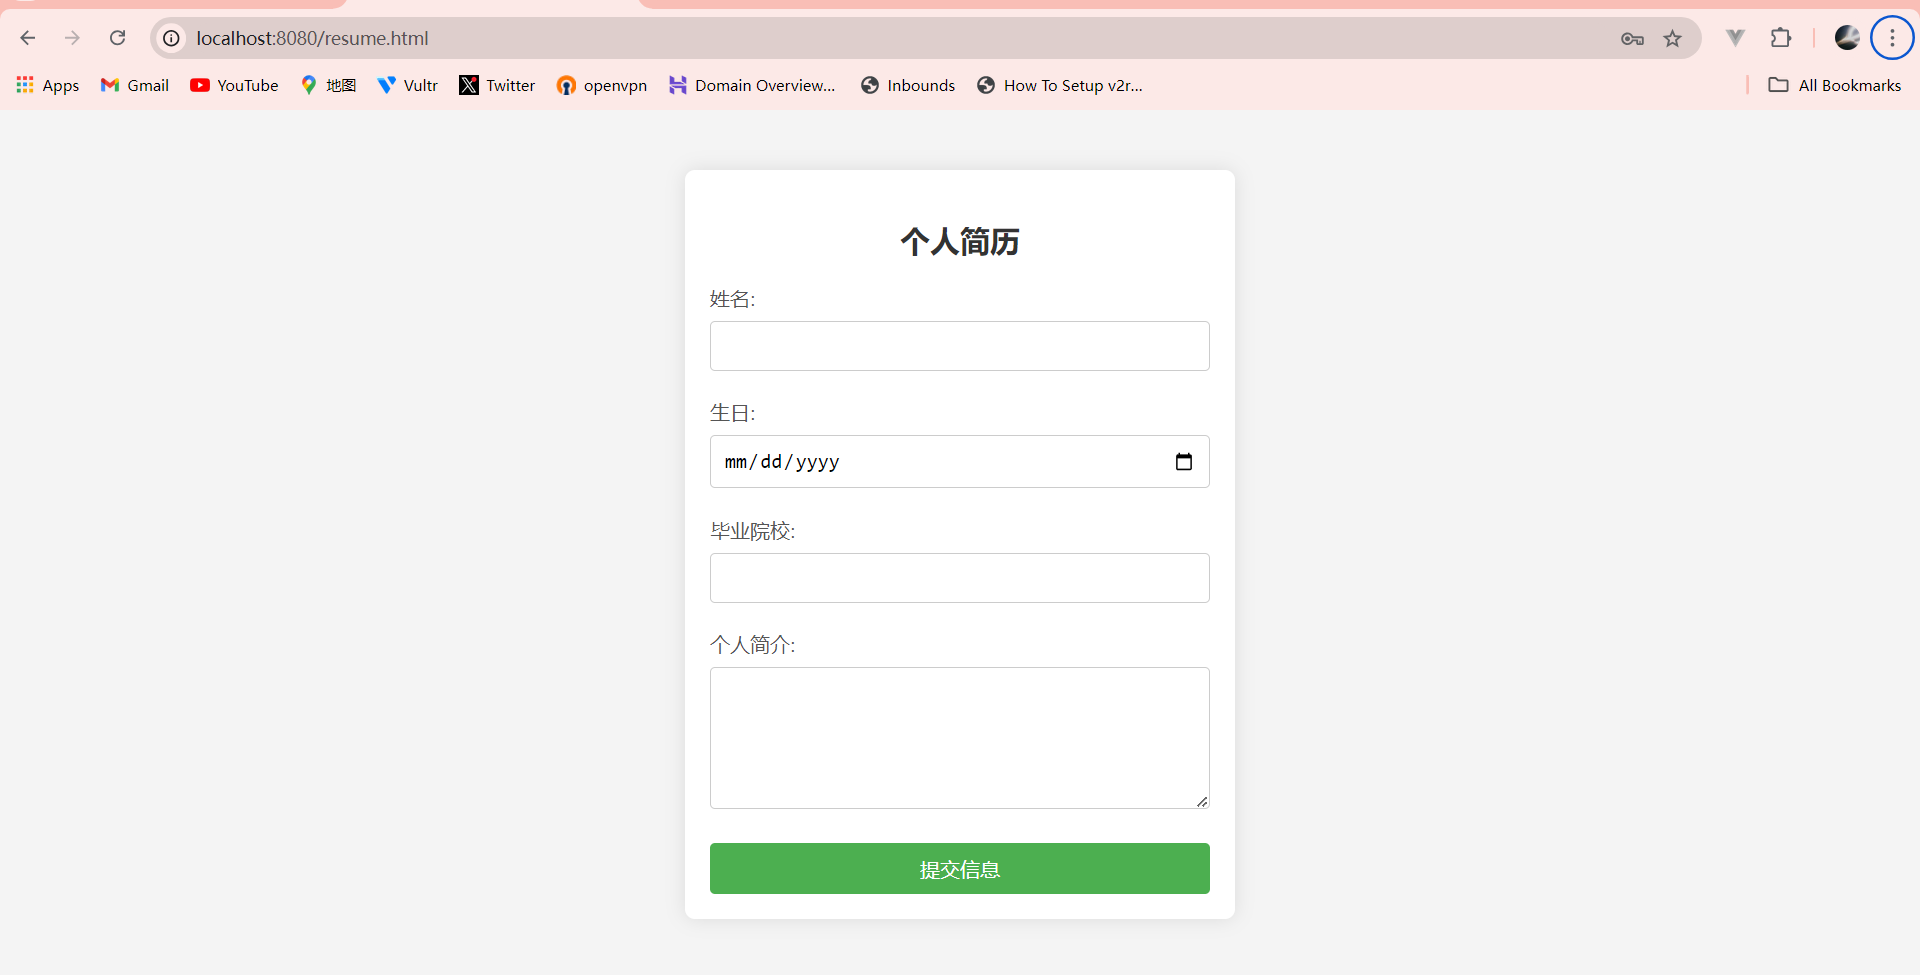 localhost:8080/resume.html
Apps Gmail YouTube 地图 Vultr Twitter openvpn Domain Overview... Inbounds How To Setup v2r... All Bookmarks
个人简历
姓名:
生日:
mm/dd/yyyy
毕业院校:
个人简介:
提交信息